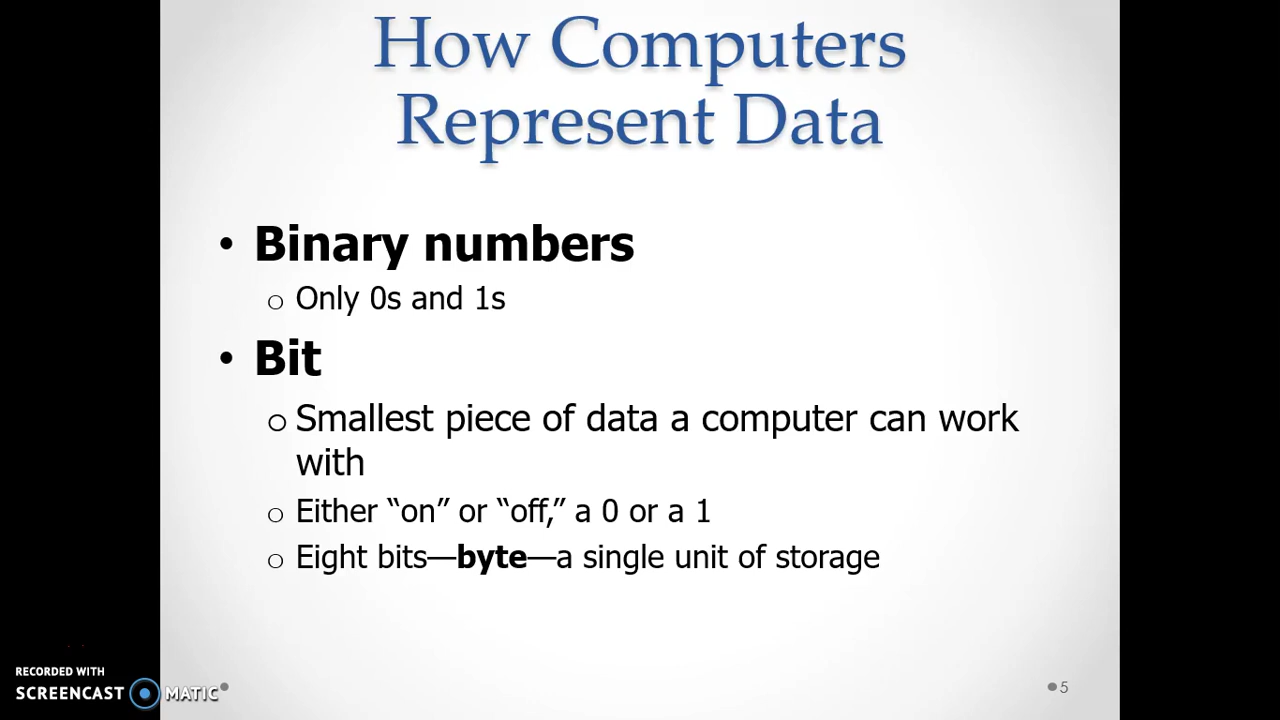 How Computers
Represent Data
• Binary numbers
o Only 0s and 1s
• Bit
o Smallest piece of data a computer can work
with
o Either “on” or “off,” a 0 or a 1
o Eight bits—byte—a single unit of storage
RECORDED WITH
SCREENCAST MATIC
5